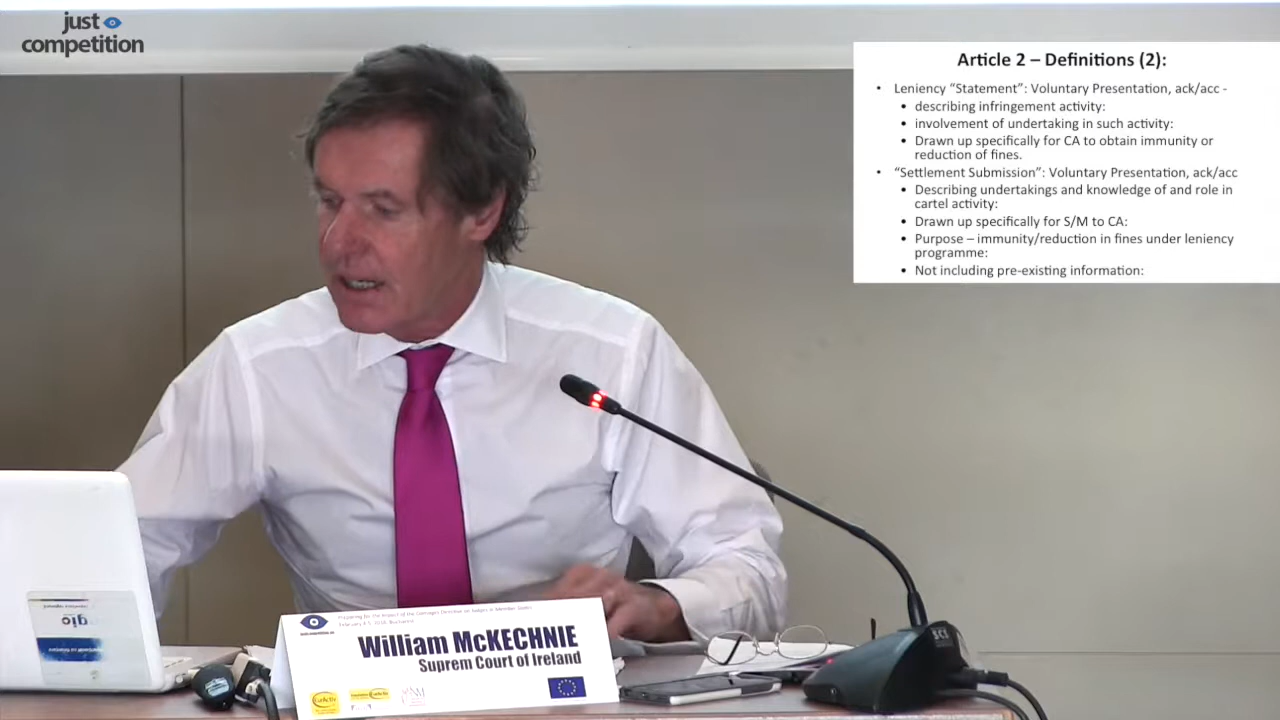 just
competition
Article 2 – Definitions (2):
• Leniency “Statement”: Voluntary Presentation, ack/acc -
• describing infringement activity:
• involvement of undertaking in such activity:
• Drawn up specifically for CA to obtain immunity or
reduction of fines.
• “Settlement Submission”: Voluntary Presentation, ack/acc
• Describing undertakings and knowledge of and role in
cartel activity:
• Drawn up specifically for S/M to CA:
• Purpose – immunity/reduction in fines under leniency
programme:
• Not including pre-existing information:
William McKECHNIE
Suprem Court of Ireland
gio